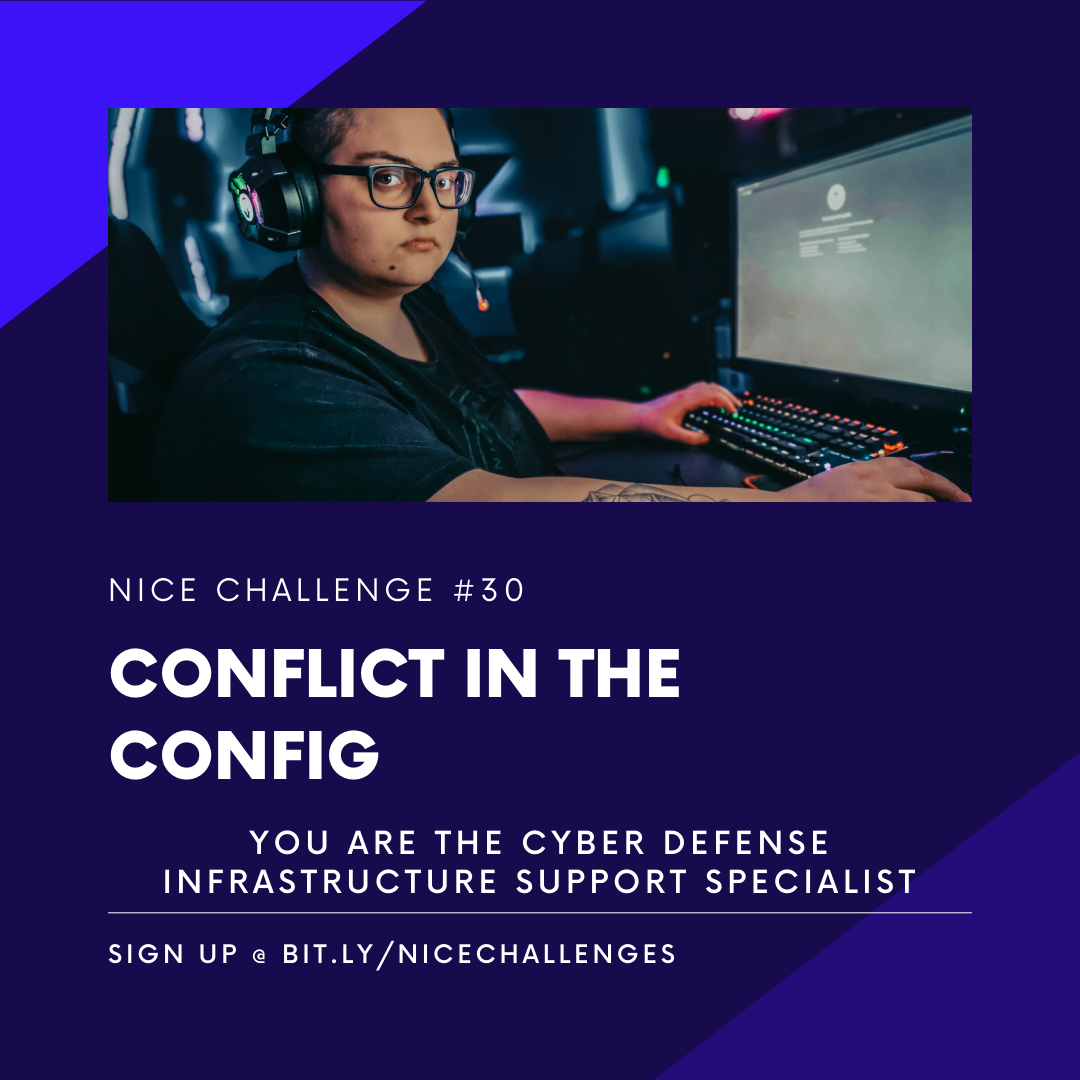 NICE CHALLENGE #30
CONFLICT IN THE
CONFIG
YOU ARE THE CYBER DEFENSE
INFRASTRUCTURE SUPPORT SPECIALIST
SIGN UP @ BIT.LY/NICECHALLENGES